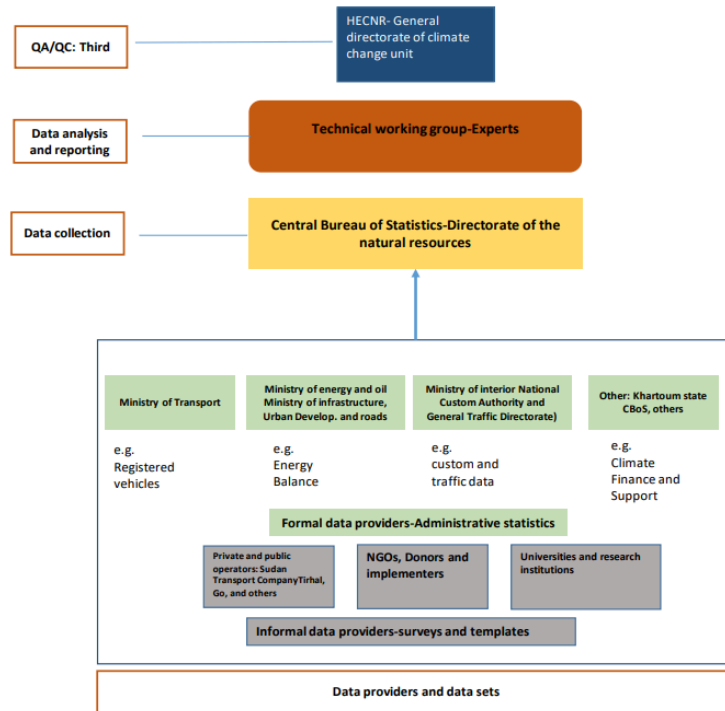 HECNR- General
directorate of climate
change unit
QA/QC: Third
Technical working group-Experts
Data analysis
and reporting
Central Bureau of Statistics-Directorate of the
natural resources
Data collection
Ministry of Transport
Ministry of energy and oil
Ministry of infrastructure,
Urban Develop. and roads
Ministry of interior National
Custom Authority and
General Traffic Directorate)
Other: Khartoum state
CBoS, others
e.g.
Registered
vehicles
e.g.
Energy
Balance
e.g.
custom and
traffic data
e.g.
Climate
Finance and
Support
Formal data providers-Administrative statistics
Private and public
operators: Sudan
Transport CompanyTirhal,
Go, and others
NGOs, Donors and
implementers
Universities and research
institutions
Informal data providers-surveys and templates
Data providers and data sets